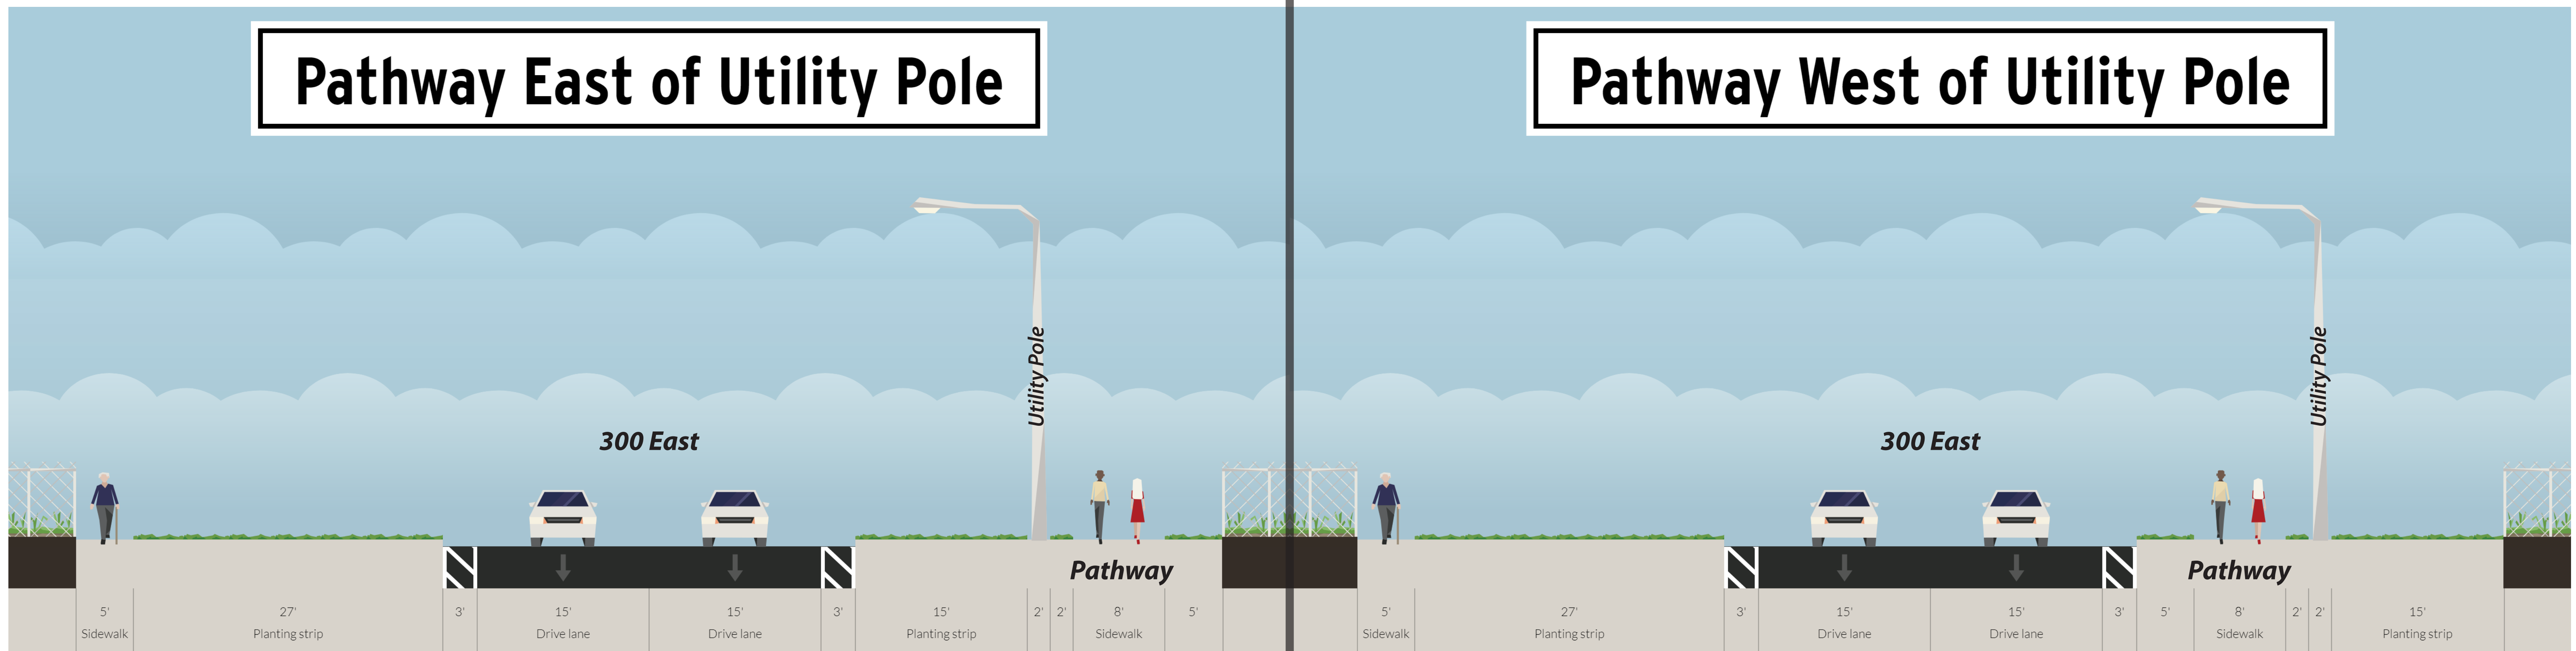 Pathway East of Utility Pole
Utility Pole
300 East
Pathway
5' 27' 3' 15' 15' 3' 15' 2' 2' 8' 5'
Sidewalk Planting strip Drive lane Drive lane Planting strip Sidewalk
Pathway West of Utility Pole
Utility Pole
300 East
Pathway
5' 27' 3' 15' 15' 3' 5' 8' 2' 2' 15'
Sidewalk Planting strip Drive lane Drive lane Sidewalk Planting strip